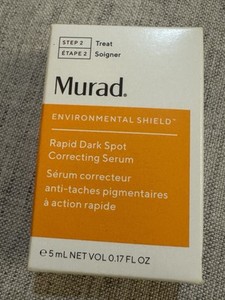 STEP 2
ÉTAPE 2
Treat
Soigner
Murad.
ENVIRONMENTAL SHIELD™
Rapid Dark Spot
Correcting Serum
Sérum correcteur
anti-taches pigmentaires
à action rapide
e 5 mL NET VOL 0.17 FL OZ